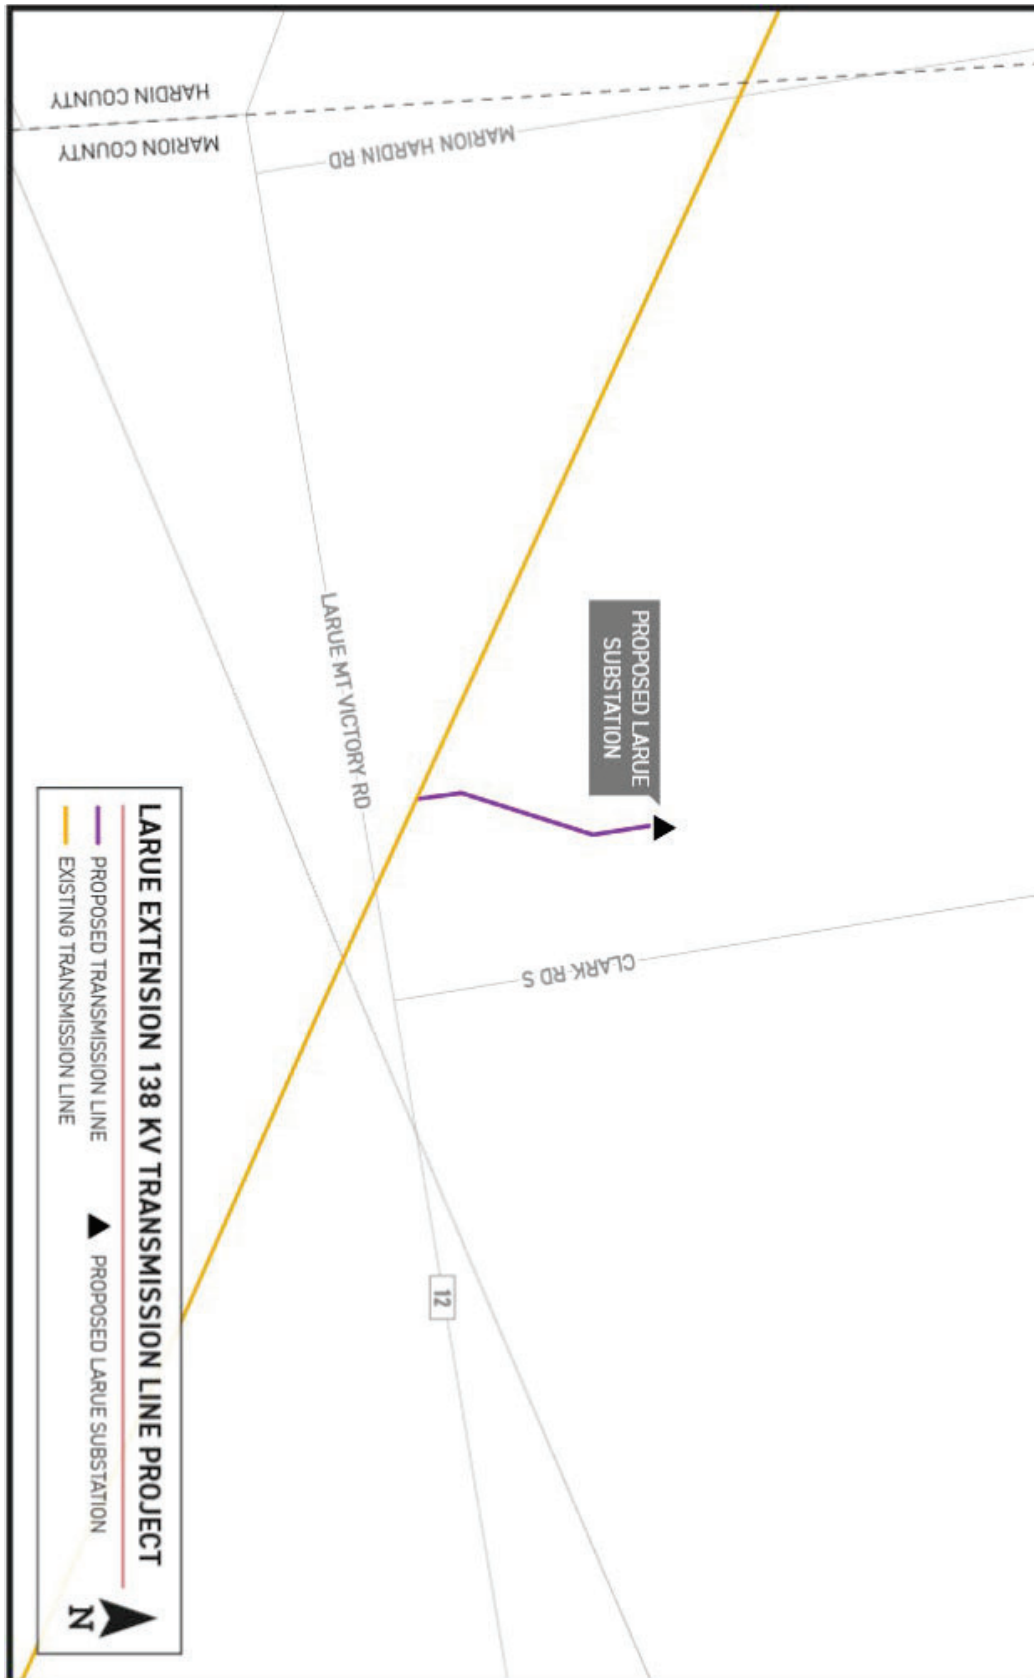 HARDIN COUNTY
MARION COUNTY
MARION HARDIN RD
LARUE MT VICTORY RD
PROPOSED LARUE
SUBSTATION
CLARK RD S
12
LARUE EXTENSION 138 KV TRANSMISSION LINE PROJECT
PROPOSED TRANSMISSION LINE
EXISTING TRANSMISSION LINE
PROPOSED LARUE SUBSTATION
N